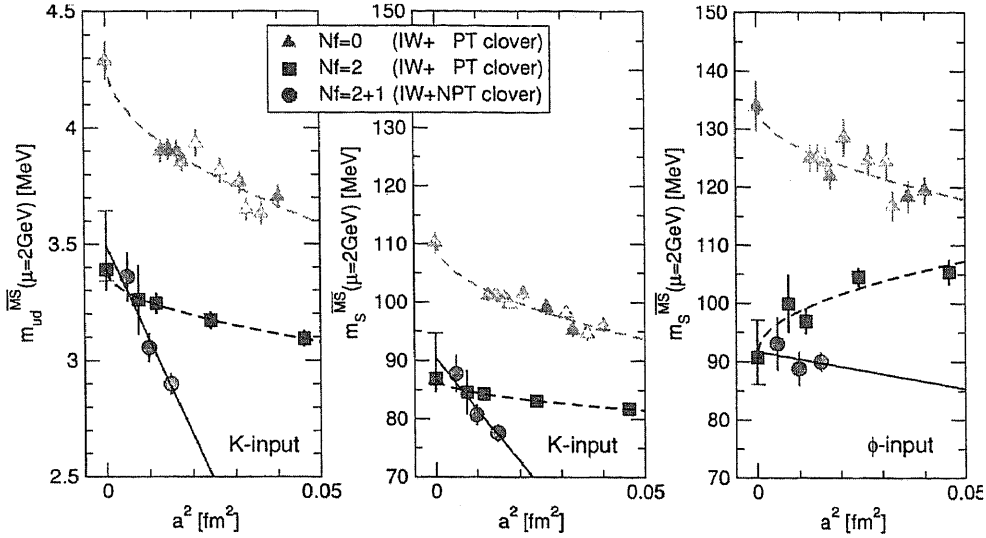 Nf=0 (IW+ PT clover)
Nf=2 (IW+ PT clover)
Nf=2+1 (IW+NPT clover)
m_ud^MS̅(μ=2GeV) [MeV]
4.5
4
3.5
3
2.5
0
0.05
a² [fm²]
K-input
m_S^MS̅(μ=2GeV) [MeV]
150
140
130
120
110
100
90
80
70
0
0.05
a² [fm²]
K-input
m_S^MS̅(μ=2GeV) [MeV]
150
140
130
120
110
100
90
80
70
0
0.05
a² [fm²]
ϕ-input